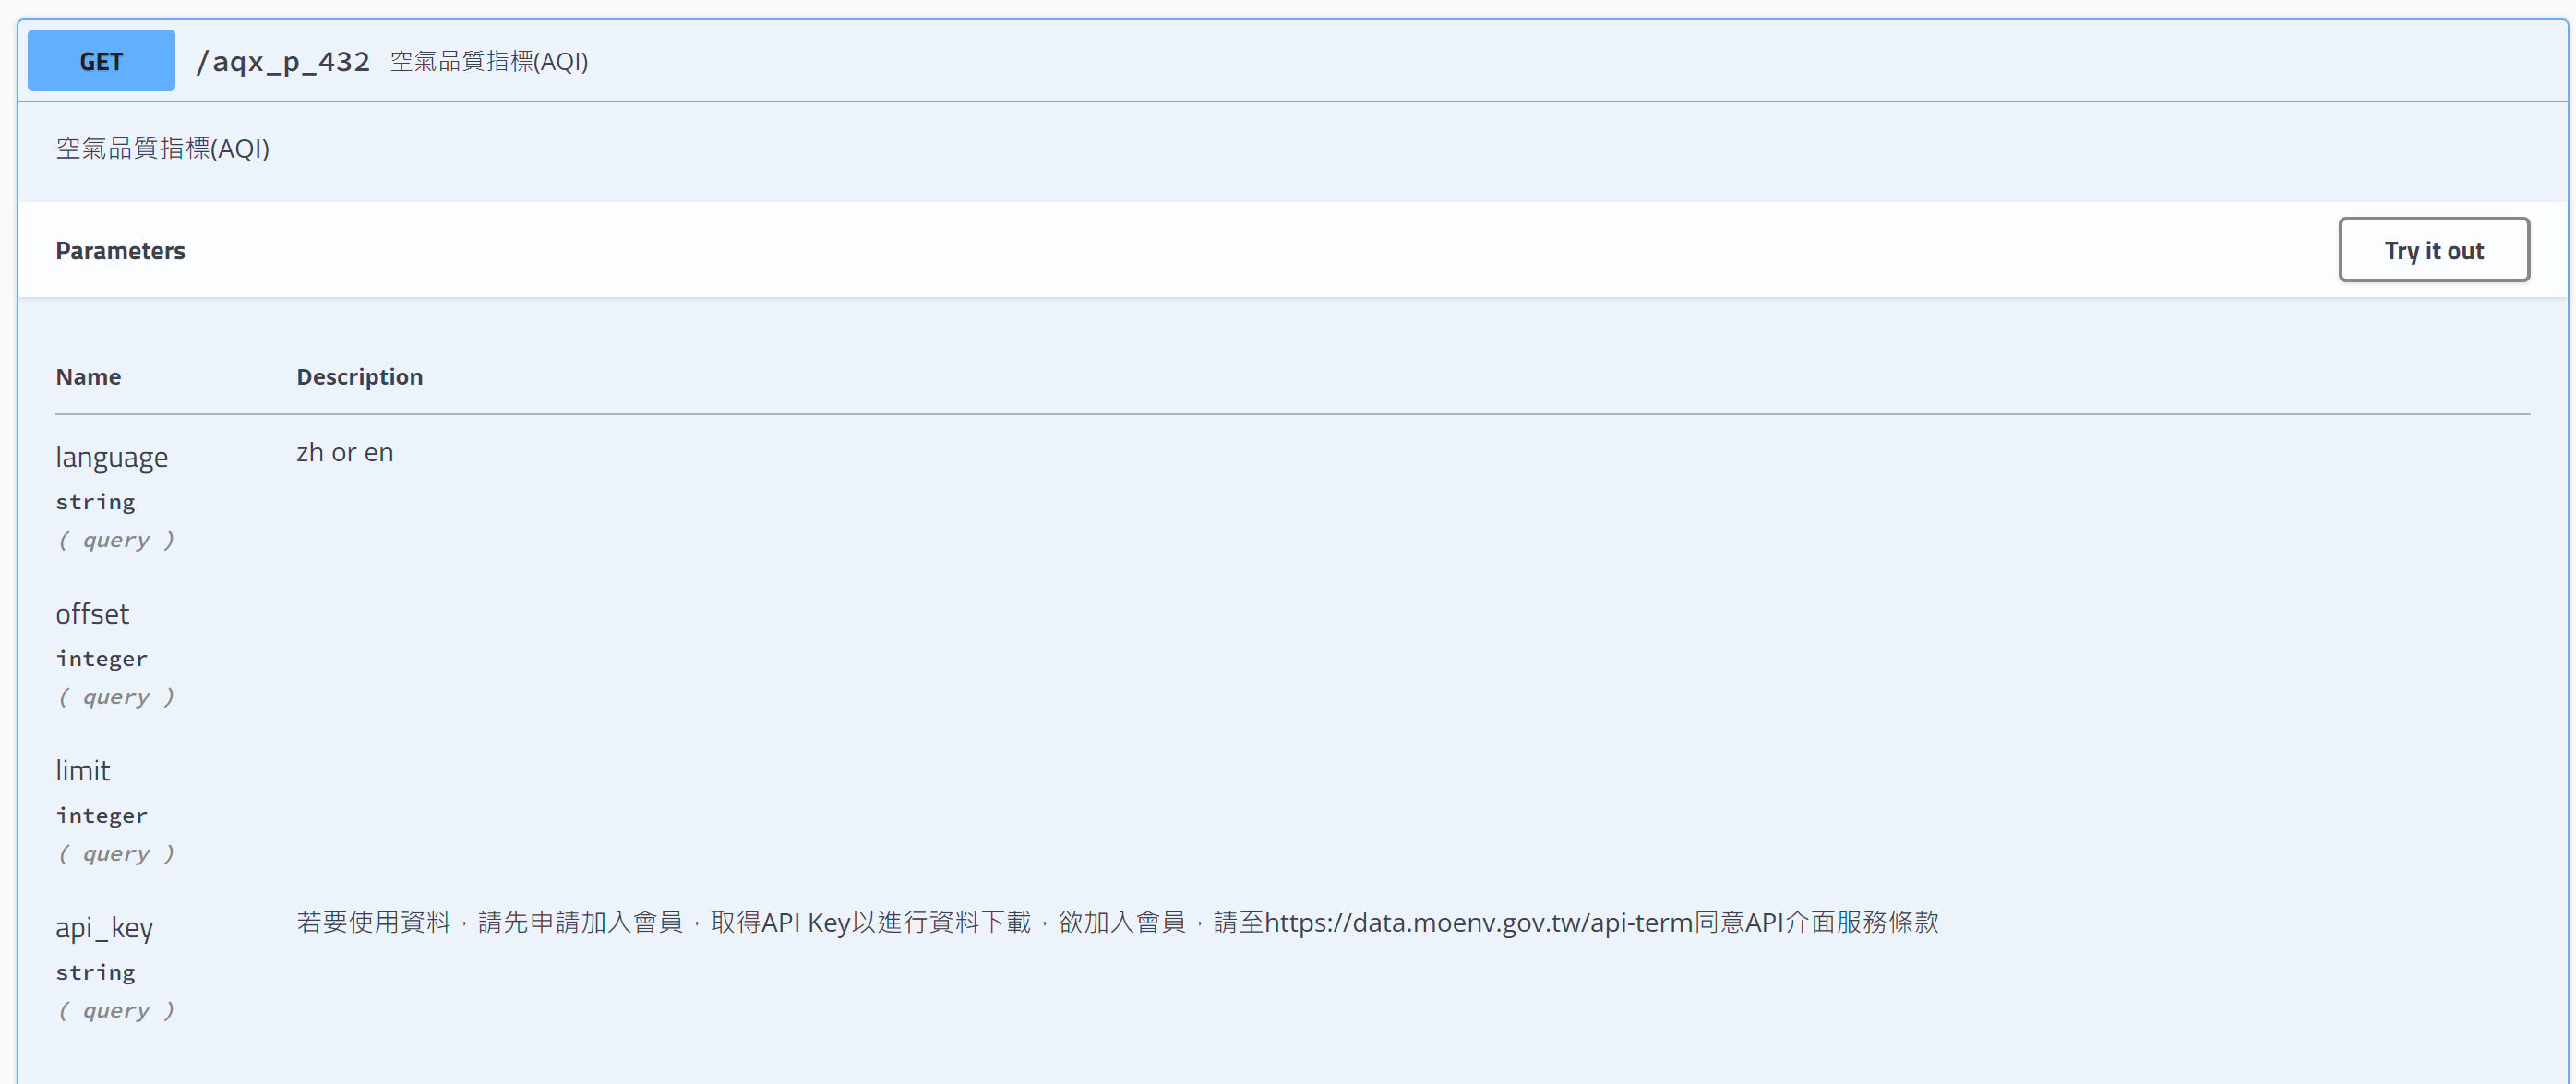 GET /aqx_p_432 空氣品質指標(AQI)
空氣品質指標(AQI)
Parameters Try it out
Name Description
language zh or en
string
( query )
offset
integer
( query )
limit
integer
( query )
api_key 若要使用資料，請先申請加入會員，取得API Key以進行資料下載，欲加入會員，請至https://data.moenv.gov.tw/api-term同意API介面服務條款
string
( query )